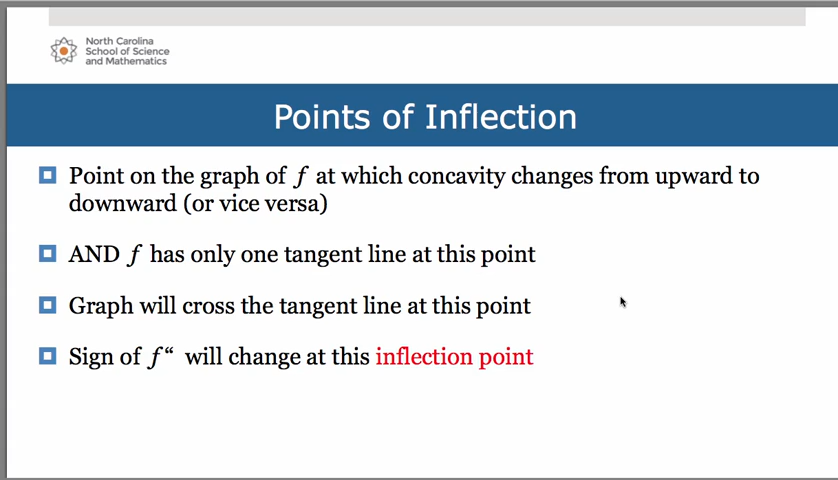 North Carolina
School of Science
and Mathematics
Points of Inflection
Point on the graph of f at which concavity changes from upward to
downward (or vice versa)
AND f has only one tangent line at this point
Graph will cross the tangent line at this point
Sign of f“ will change at this inflection point